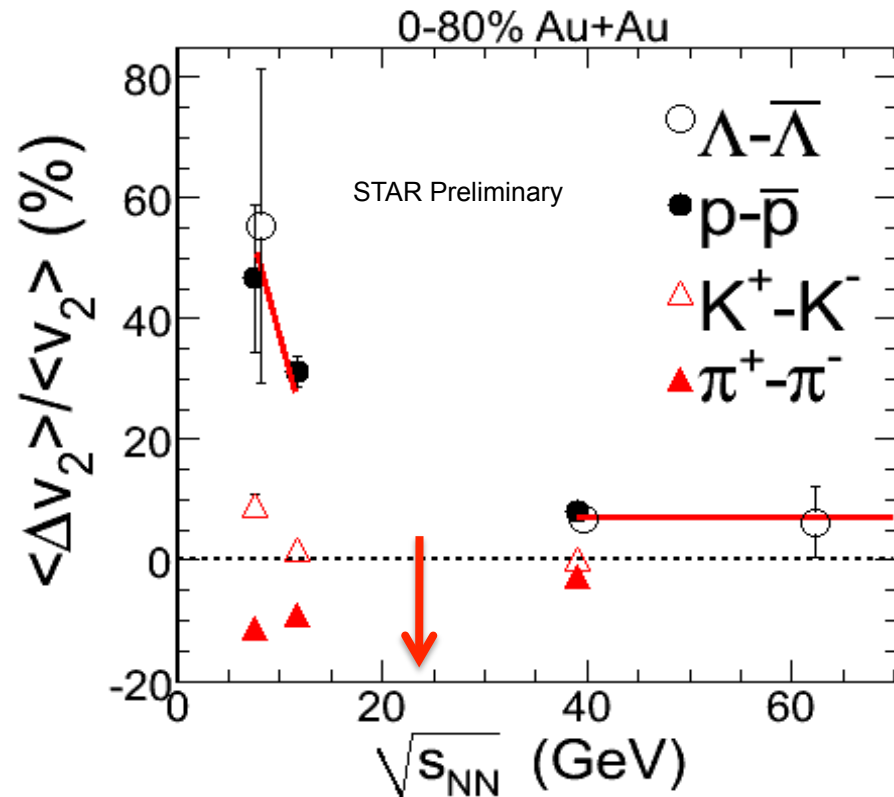 0-80% Au+Au
<Δv₂>/<v₂> (%)
80
60
40
20
0
-20
STAR Preliminary
Λ-Λ̅
p-p̅
K⁺-K⁻
π⁺-π⁻
0 20 40 60
√s_NN (GeV)